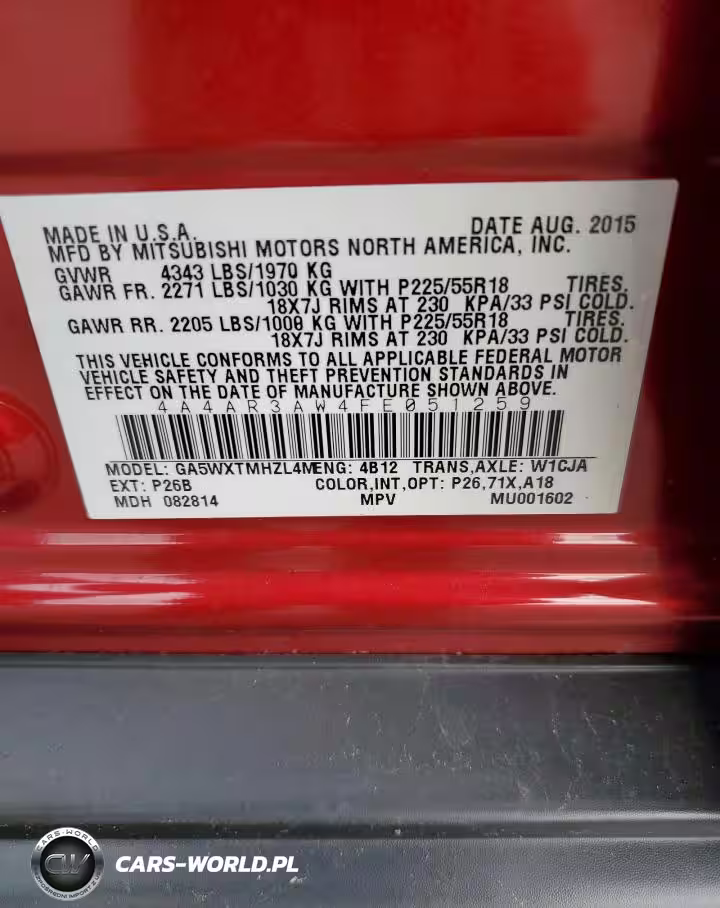 MADE IN U.S.A. DATE AUG. 2015
MFD BY MITSUBISHI MOTORS NORTH AMERICA, INC.
GVWR 4343 LBS/1970 KG
GAWR FR. 2271 LBS/1030 KG WITH P225/55R18 TIRES.
18X7J RIMS AT 230 KPA/33 PSI COLD.
GAWR RR. 2205 LBS/1000 KG WITH P225/55R18 TIRES.
18X7J RIMS AT 230 KPA/33 PSI COLD.
THIS VEHICLE CONFORMS TO ALL APPLICABLE FEDERAL MOTOR
VEHICLE SAFETY AND THEFT PREVENTION STANDARDS IN
EFFECT ON THE DATE OF MANUFACTURE SHOWN ABOVE.
4A4AR3AW4FE051259
MODEL: GA5WXTMHZL4M ENG: 4B12 TRANS,AXLE: W1CJA
EXT: P26B COLOR,INT,OPT: P26,71X,A18
MDH 082814 MPV MU001602
CARS-WORLD
CW
CARS-WORLD.PL